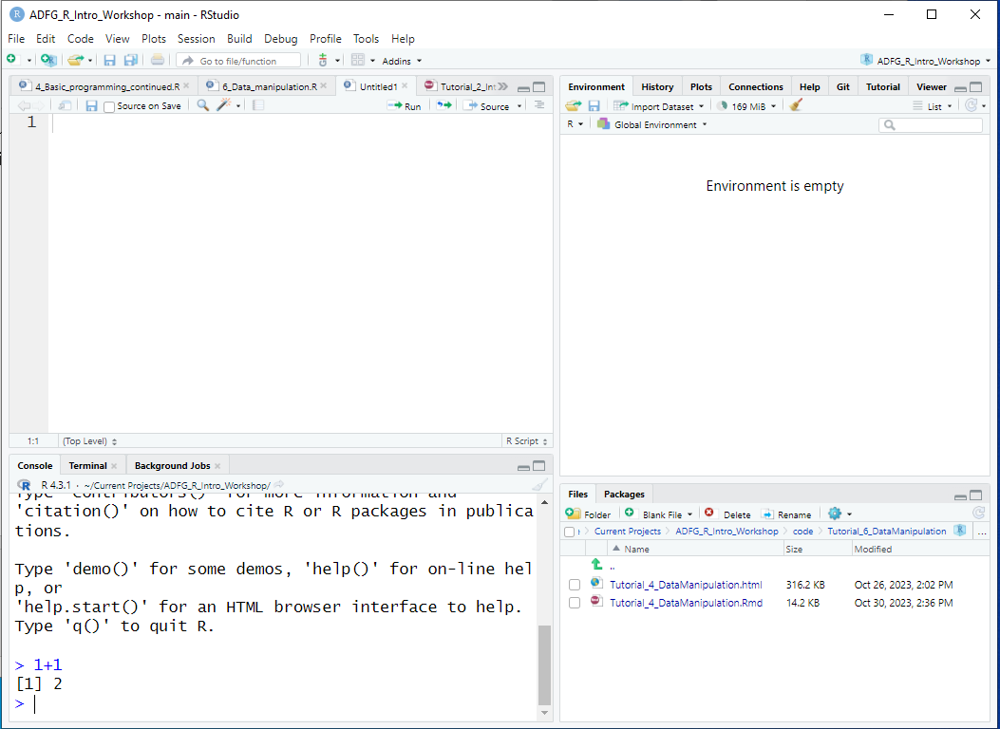 ADFG_R_Intro_Workshop - main - RStudio
File Edit Code View Plots Session Build Debug Profile Tools Help
Go to file/function Addins ADFG_R_Intro_Workshop
4_Basic_programming_continued.R 6_Data_manipulation.R Untitled1 Tutorial_2_Int
Source on Save Run Source
1
1:1 (Top Level) R Script
Console Terminal Background Jobs
R 4.3.1 · ~/Current Projects/ADFG_R_Intro_Workshop/
Type 'contributors()' for more information and
'citation()' on how to cite R or R packages in publica
tions.
Type 'demo()' for some demos, 'help()' for on-line hel
p, or
'help.start()' for an HTML browser interface to help.
Type 'q()' to quit R.
> 1+1
[1] 2
>
Environment History Plots Connections Help Git Tutorial Viewer
Import Dataset 169 MiB List
R Global Environment
Environment is empty
Files Packages
Folder Blank File Delete Rename
Current Projects ADFG_R_Intro_Workshop code Tutorial_6_DataManipulation ...
Name Size Modified
..
Tutorial_4_DataManipulation.html 316.2 KB Oct 26, 2023, 2:02 PM
Tutorial_4_DataManipulation.Rmd 14.2 KB Oct 30, 2023, 2:36 PM